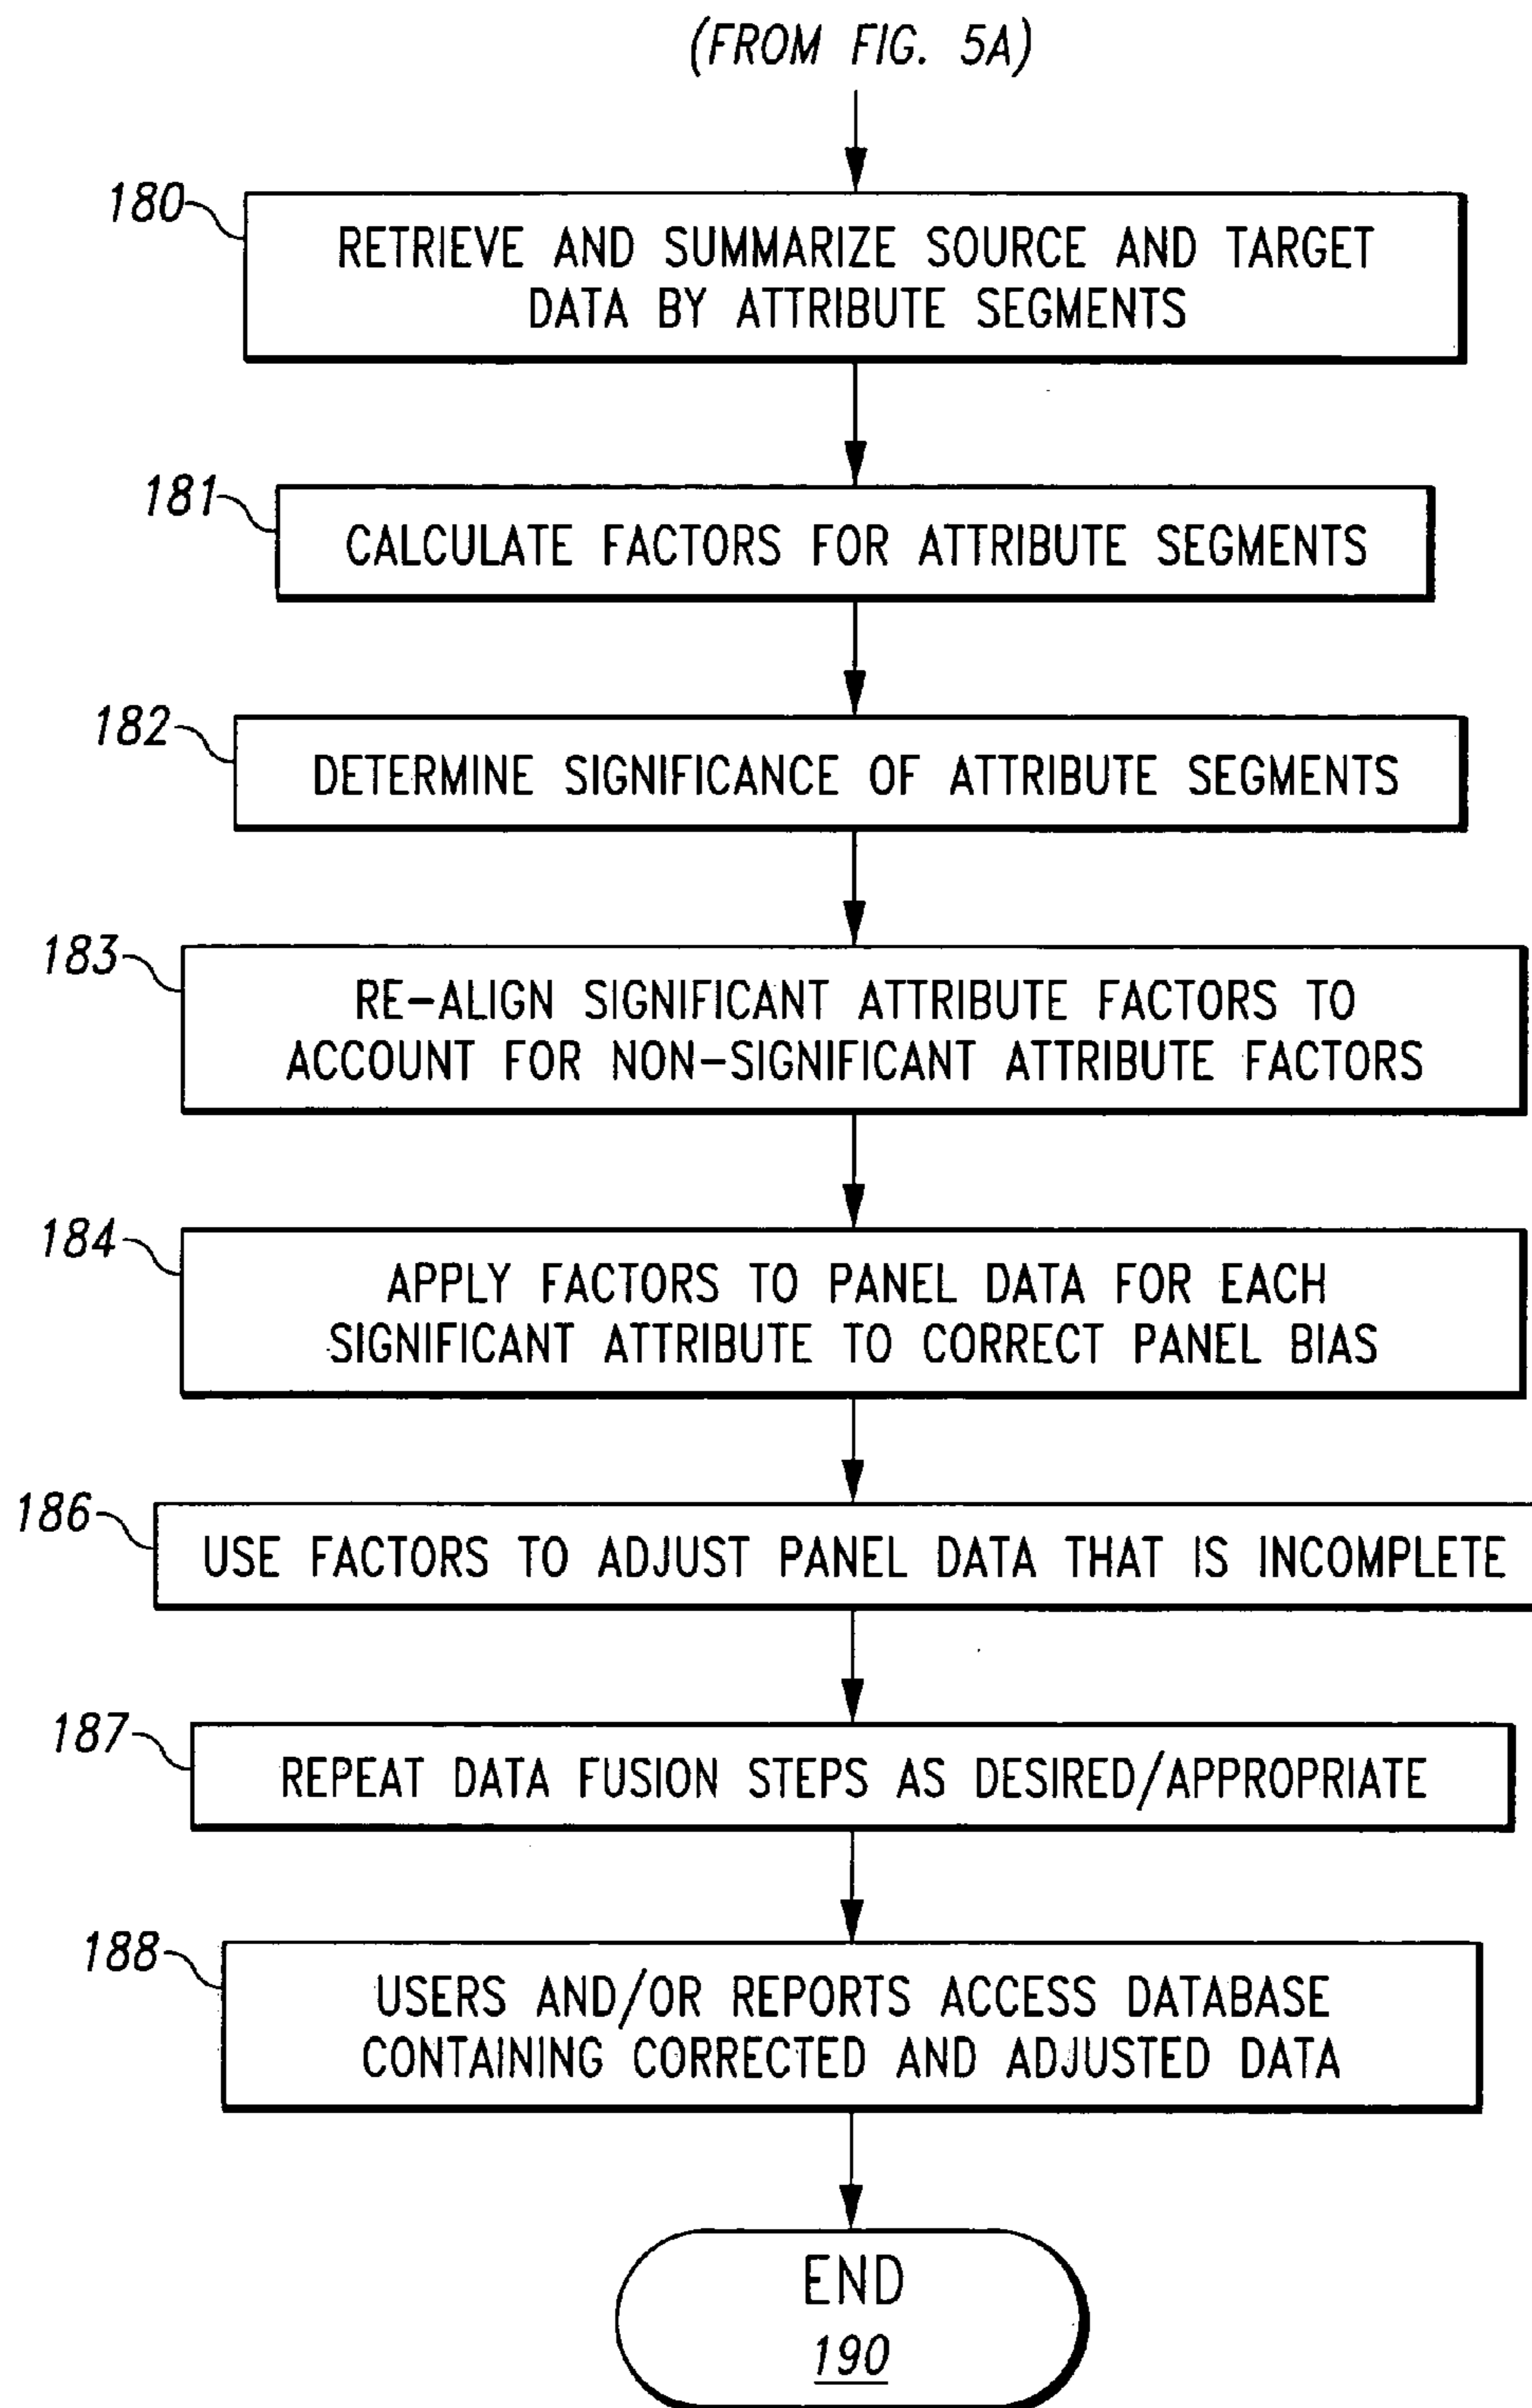 (FROM FIG. 5A)
180
RETRIEVE AND SUMMARIZE SOURCE AND TARGET
DATA BY ATTRIBUTE SEGMENTS
181
CALCULATE FACTORS FOR ATTRIBUTE SEGMENTS
182
DETERMINE SIGNIFICANCE OF ATTRIBUTE SEGMENTS
183
RE-ALIGN SIGNIFICANT ATTRIBUTE FACTORS TO
ACCOUNT FOR NON-SIGNIFICANT ATTRIBUTE FACTORS
184
APPLY FACTORS TO PANEL DATA FOR EACH
SIGNIFICANT ATTRIBUTE TO CORRECT PANEL BIAS
186
USE FACTORS TO ADJUST PANEL DATA THAT IS INCOMPLETE
187
REPEAT DATA FUSION STEPS AS DESIRED/APPROPRIATE
188
USERS AND/OR REPORTS ACCESS DATABASE
CONTAINING CORRECTED AND ADJUSTED DATA
END
190